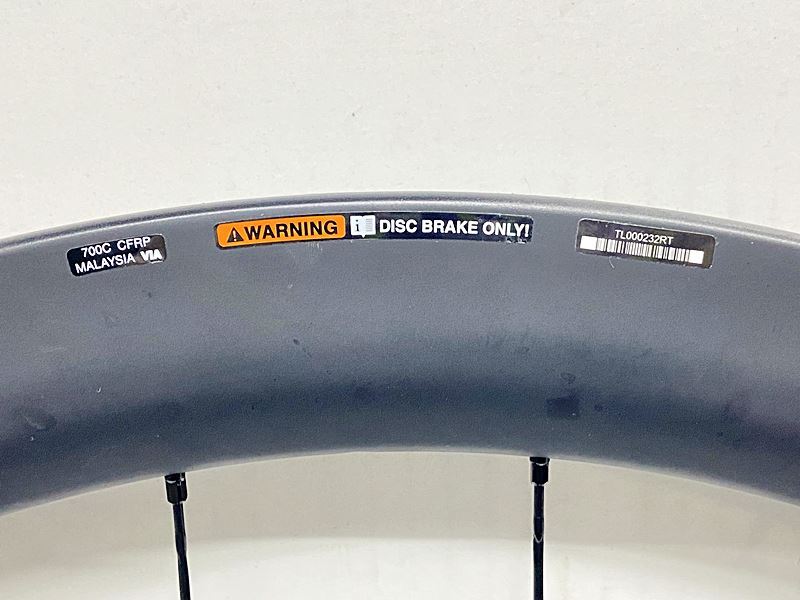 700C CFRP
MALAYSIA VIA
WARNING
DISC BRAKE ONLY!
TL000232RT